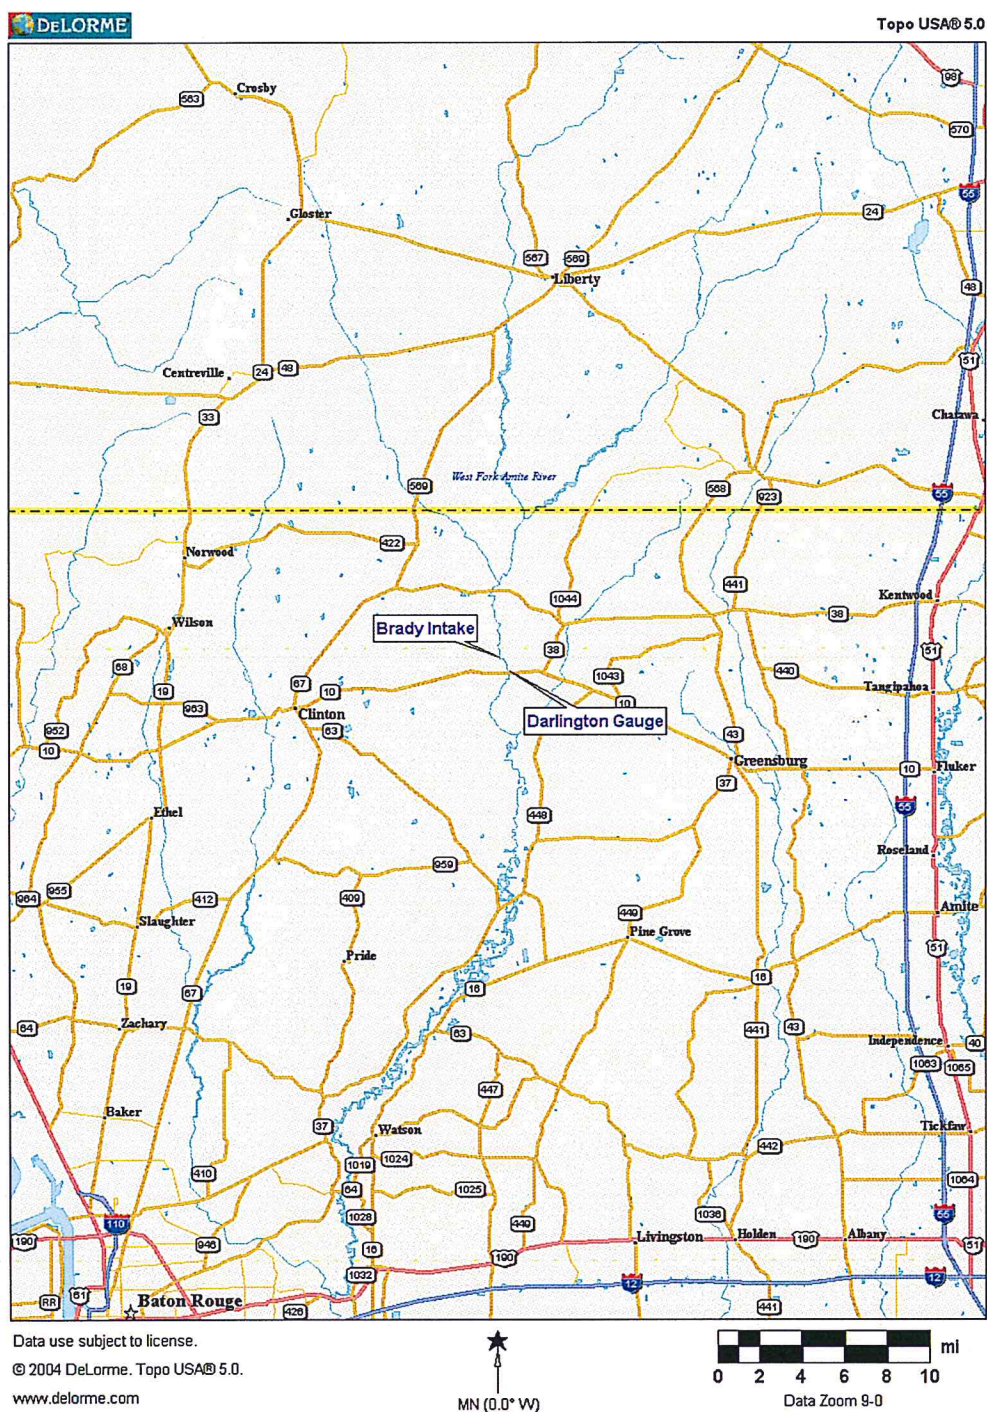 DeLORME
Topo USA® 5.0
98
Crosby
563
570
55
Gloster
24
567
569
Liberty
48
Centreville
24
48
51
33
Chatawa
West Fork Amite River
569
568
923
55
422
Norwood
441
1044
Kentwood
38
Wilson
Brady Intake
38
51
68
67
10
1043
440
19
Tangipahoa
963
10
Clinton
Darlington Gauge
952
63
43
10
Greensburg
10
Fluker
37
55
Ethel
448
Roseland
959
955
964
412
409
449
Amite
Slaughter
Pine Grove
51
Pride
16
19
67
16
64
Zachary
63
441
43
Independence
40
1063
1065
447
Baker
37
Watson
Tickfaw
442
1024
1019
410
1064
64
1025
1036
55
110
1026
449
190
946
16
Livingston
Holden
190
Albany
51
190
1032
12
12
61
RR
Baton Rouge
426
441
Data use subject to license.
© 2004 DeLorme. Topo USA® 5.0.
www.delorme.com
MN (0.0° W)
mi
0 2 4 6 8 10
Data Zoom 9-0